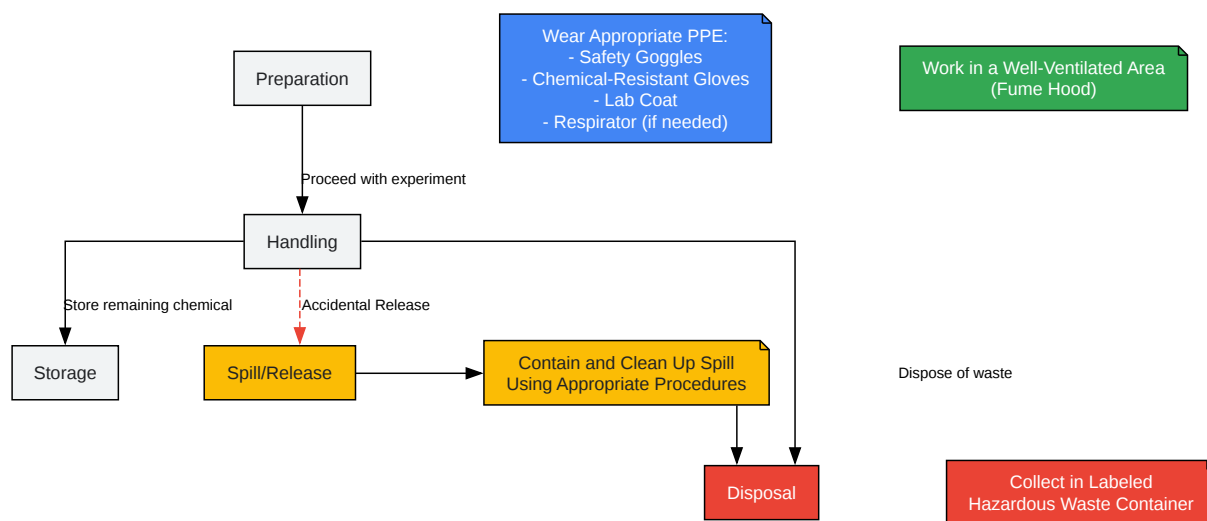 Preparation
Wear Appropriate PPE:
- Safety Goggles
- Chemical-Resistant Gloves
- Lab Coat
- Respirator (if needed)
Work in a Well-Ventilated Area
(Fume Hood)
Proceed with experiment
Handling
Store remaining chemical
Accidental Release
Storage
Spill/Release
Contain and Clean Up Spill
Using Appropriate Procedures
Dispose of waste
Disposal
Collect in Labeled
Hazardous Waste Container